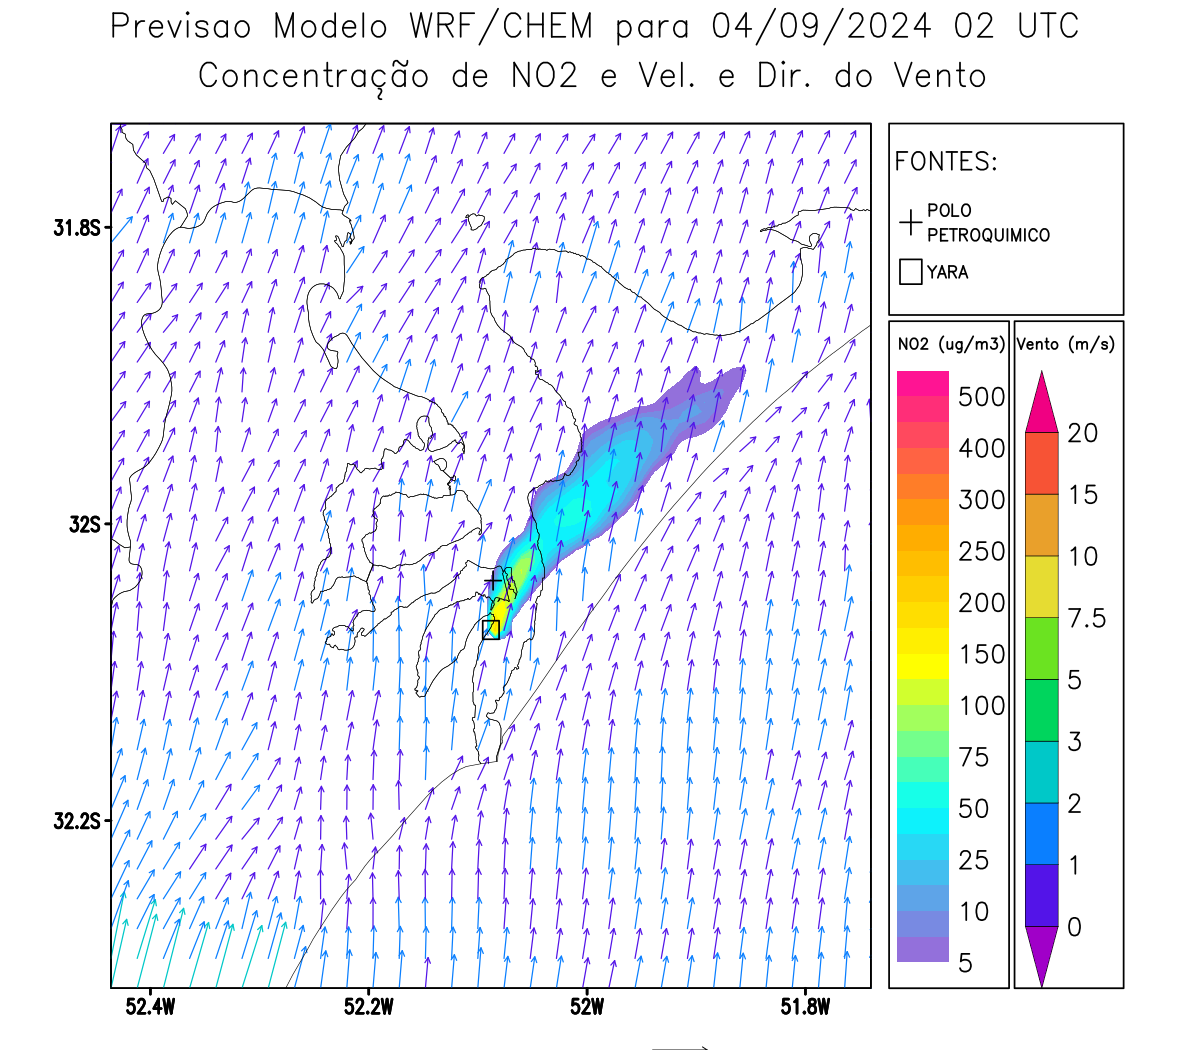 Previsao Modelo WRF/CHEM para 04/09/2024 02 UTC
Concentração de NO2 e Vel. e Dir. do Vento
FONTES:
POLO
PETROQUIMICO
YARA
NO2 (ug/m3)
500
400
300
250
200
150
100
75
50
25
10
5
Vento (m/s)
20
15
10
7.5
5
3
2
1
0
31.8S
32S
32.2S
52.4W
52.2W
52W
51.8W